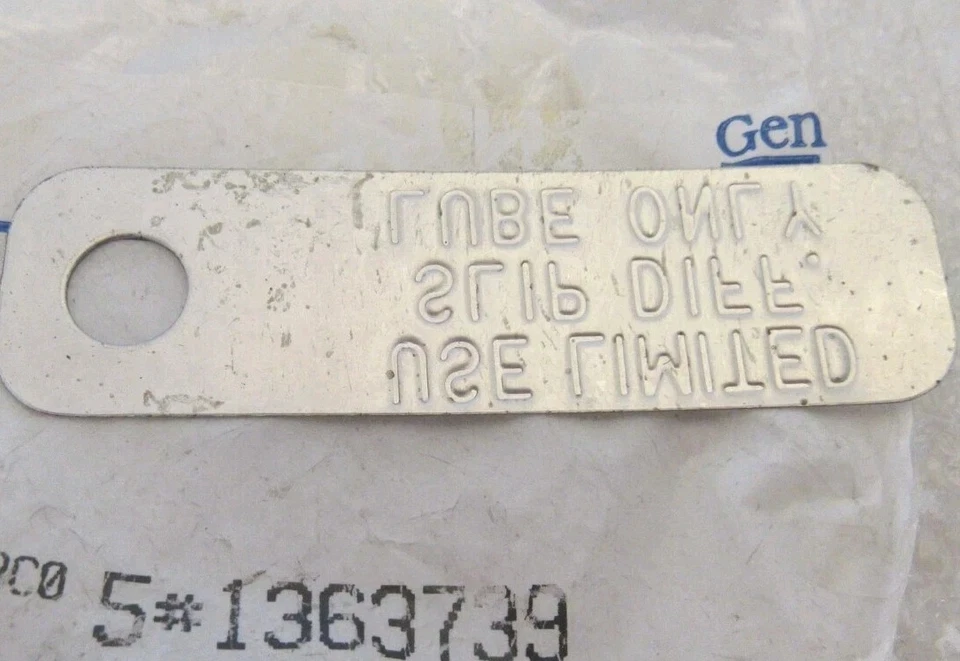 Gen
USE LIMITED
SLIP DIFF.
LUBE ONLY
5*1363739